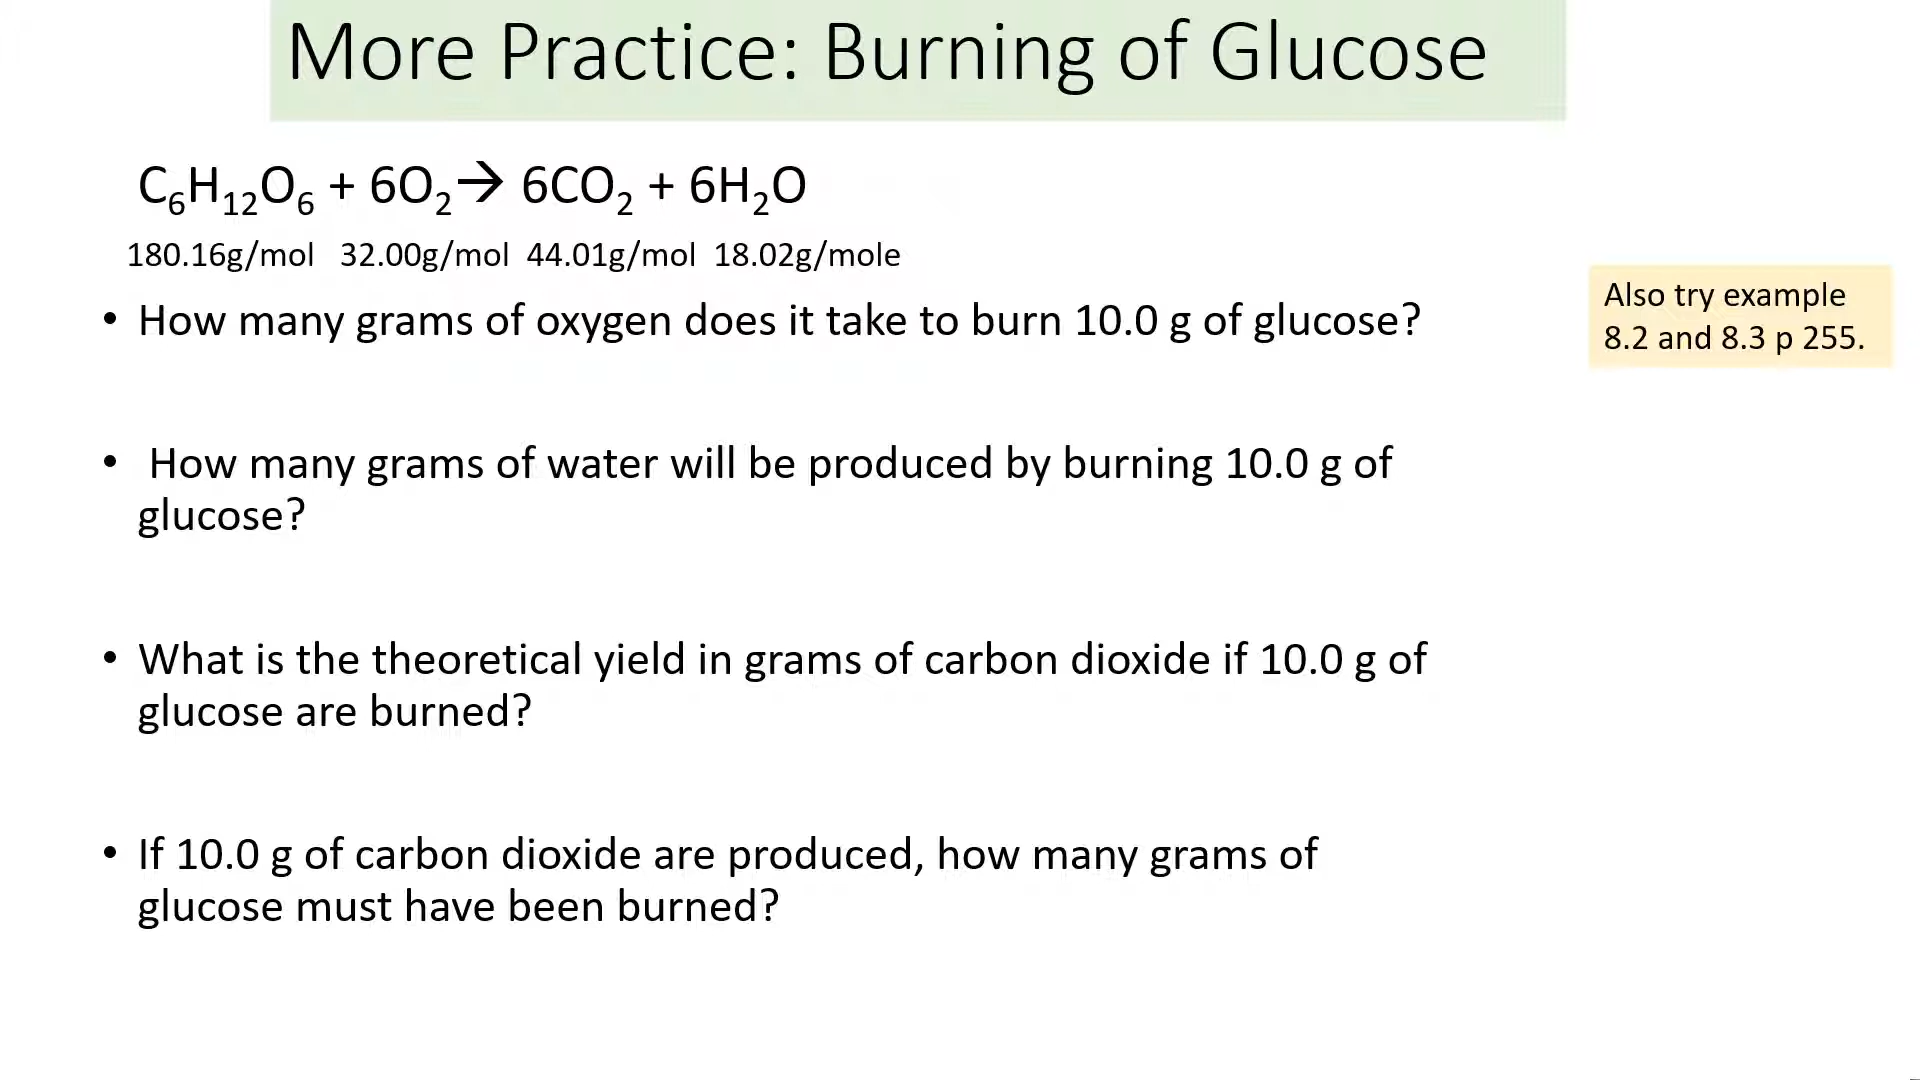 More Practice: Burning of Glucose
C₆H₁₂O₆ + 6O₂→ 6CO₂ + 6H₂O
180.16g/mol 32.00g/mol 44.01g/mol 18.02g/mole
• How many grams of oxygen does it take to burn 10.0 g of glucose?
Also try example
8.2 and 8.3 p 255.
• How many grams of water will be produced by burning 10.0 g of
glucose?
• What is the theoretical yield in grams of carbon dioxide if 10.0 g of
glucose are burned?
• If 10.0 g of carbon dioxide are produced, how many grams of
glucose must have been burned?